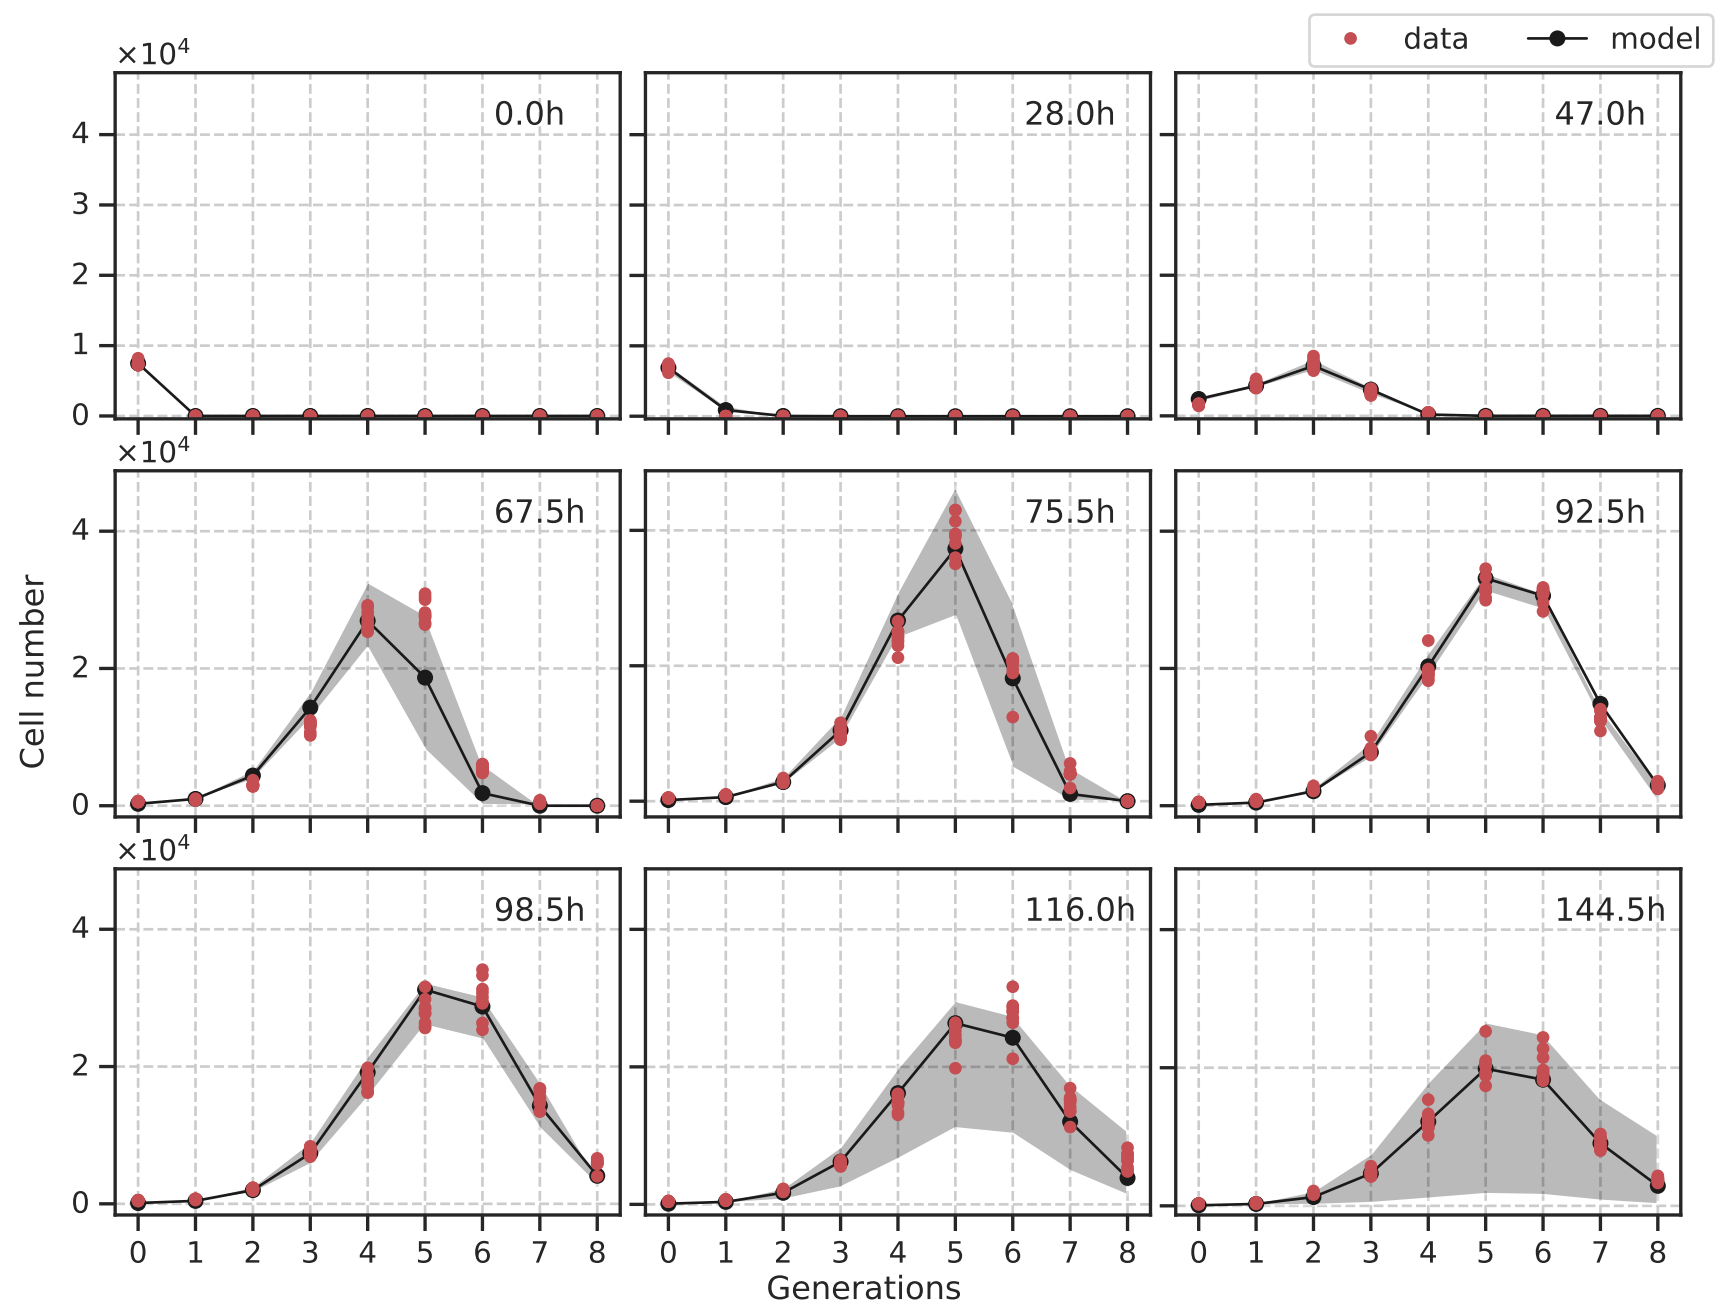 data model
×10⁴
0.0h 28.0h 47.0h
4
3
2
1
0
×10⁴
67.5h 75.5h 92.5h
4
2
0
Cell number
×10⁴
98.5h 116.0h 144.5h
4
2
0
0 1 2 3 4 5 6 7 8 0 1 2 3 4 5 6 7 8 0 1 2 3 4 5 6 7 8
Generations